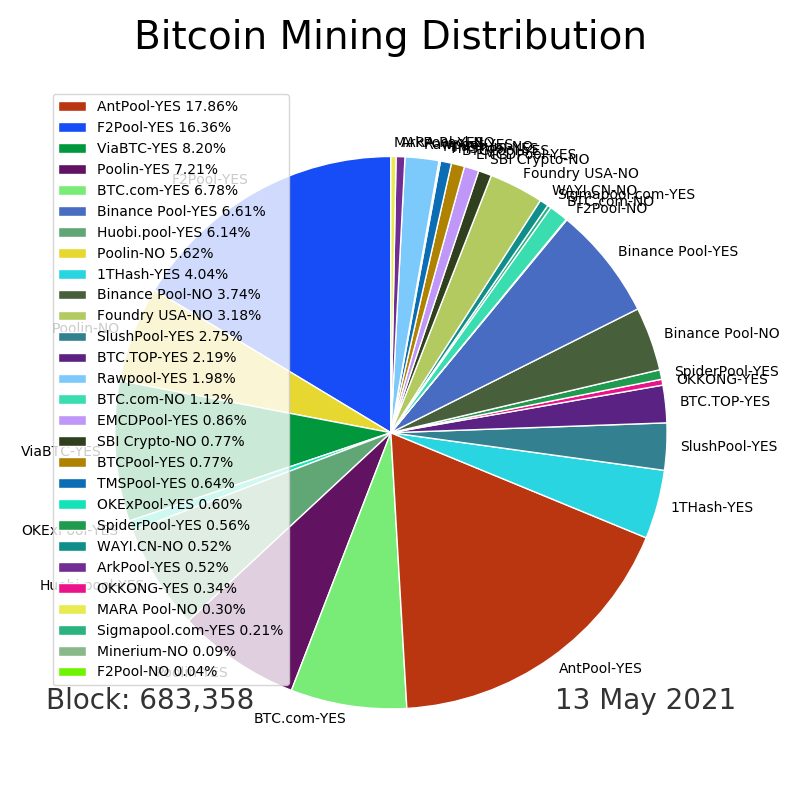 Bitcoin Mining Distribution
AntPool-YES 17.86%
F2Pool-YES 16.36%
ViaBTC-YES 8.20%
Poolin-YES 7.21%
BTC.com-YES 6.78%
Binance Pool-YES 6.61%
Huobi.pool-YES 6.14%
Poolin-NO 5.62%
1THash-YES 4.04%
Binance Pool-NO 3.74%
Foundry USA-NO 3.18%
SlushPool-YES 2.75%
BTC.TOP-YES 2.19%
Rawpool-YES 1.98%
BTC.com-NO 1.12%
EMCDPool-YES 0.86%
SBI Crypto-NO 0.77%
BTCPool-YES 0.77%
TMSPool-YES 0.64%
OKExPool-YES 0.60%
SpiderPool-YES 0.56%
WAYI.CN-NO 0.52%
ArkPool-YES 0.52%
OKKONG-YES 0.34%
MARA Pool-NO 0.30%
Sigmapool.com-YES 0.21%
Minerium-NO 0.09%
F2Pool-NO 0.04%
SBI Crypto-NO
Foundry USA-NO
WAYI.CN-NO
Sigmapool.com-YES
BTC.com-NO
F2Pool-NO
Binance Pool-YES
Binance Pool-NO
SpiderPool-YES
OKKONG-YES
BTC.TOP-YES
SlushPool-YES
1THash-YES
AntPool-YES
BTC.com-YES
F2Pool-YES
Poolin-NO
ViaBTC-YES
Block: 683,358
13 May 2021